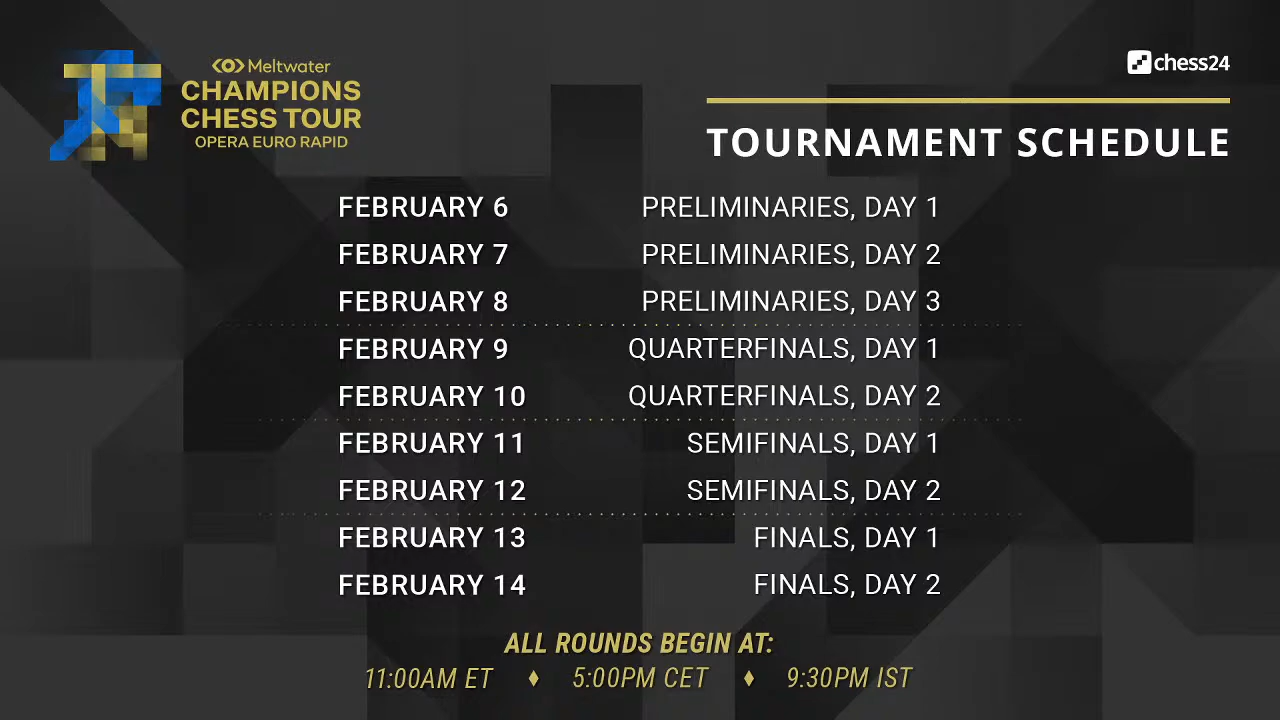 Meltwater
CHAMPIONS
CHESS TOUR
OPERA EURO RAPID
chess24
TOURNAMENT SCHEDULE
FEBRUARY 6 PRELIMINARIES, DAY 1
FEBRUARY 7 PRELIMINARIES, DAY 2
FEBRUARY 8 PRELIMINARIES, DAY 3
FEBRUARY 9 QUARTERFINALS, DAY 1
FEBRUARY 10 QUARTERFINALS, DAY 2
FEBRUARY 11 SEMIFINALS, DAY 1
FEBRUARY 12 SEMIFINALS, DAY 2
FEBRUARY 13 FINALS, DAY 1
FEBRUARY 14 FINALS, DAY 2
ALL ROUNDS BEGIN AT:
11:00AM ET ♦ 5:00PM CET ♦ 9:30PM IST